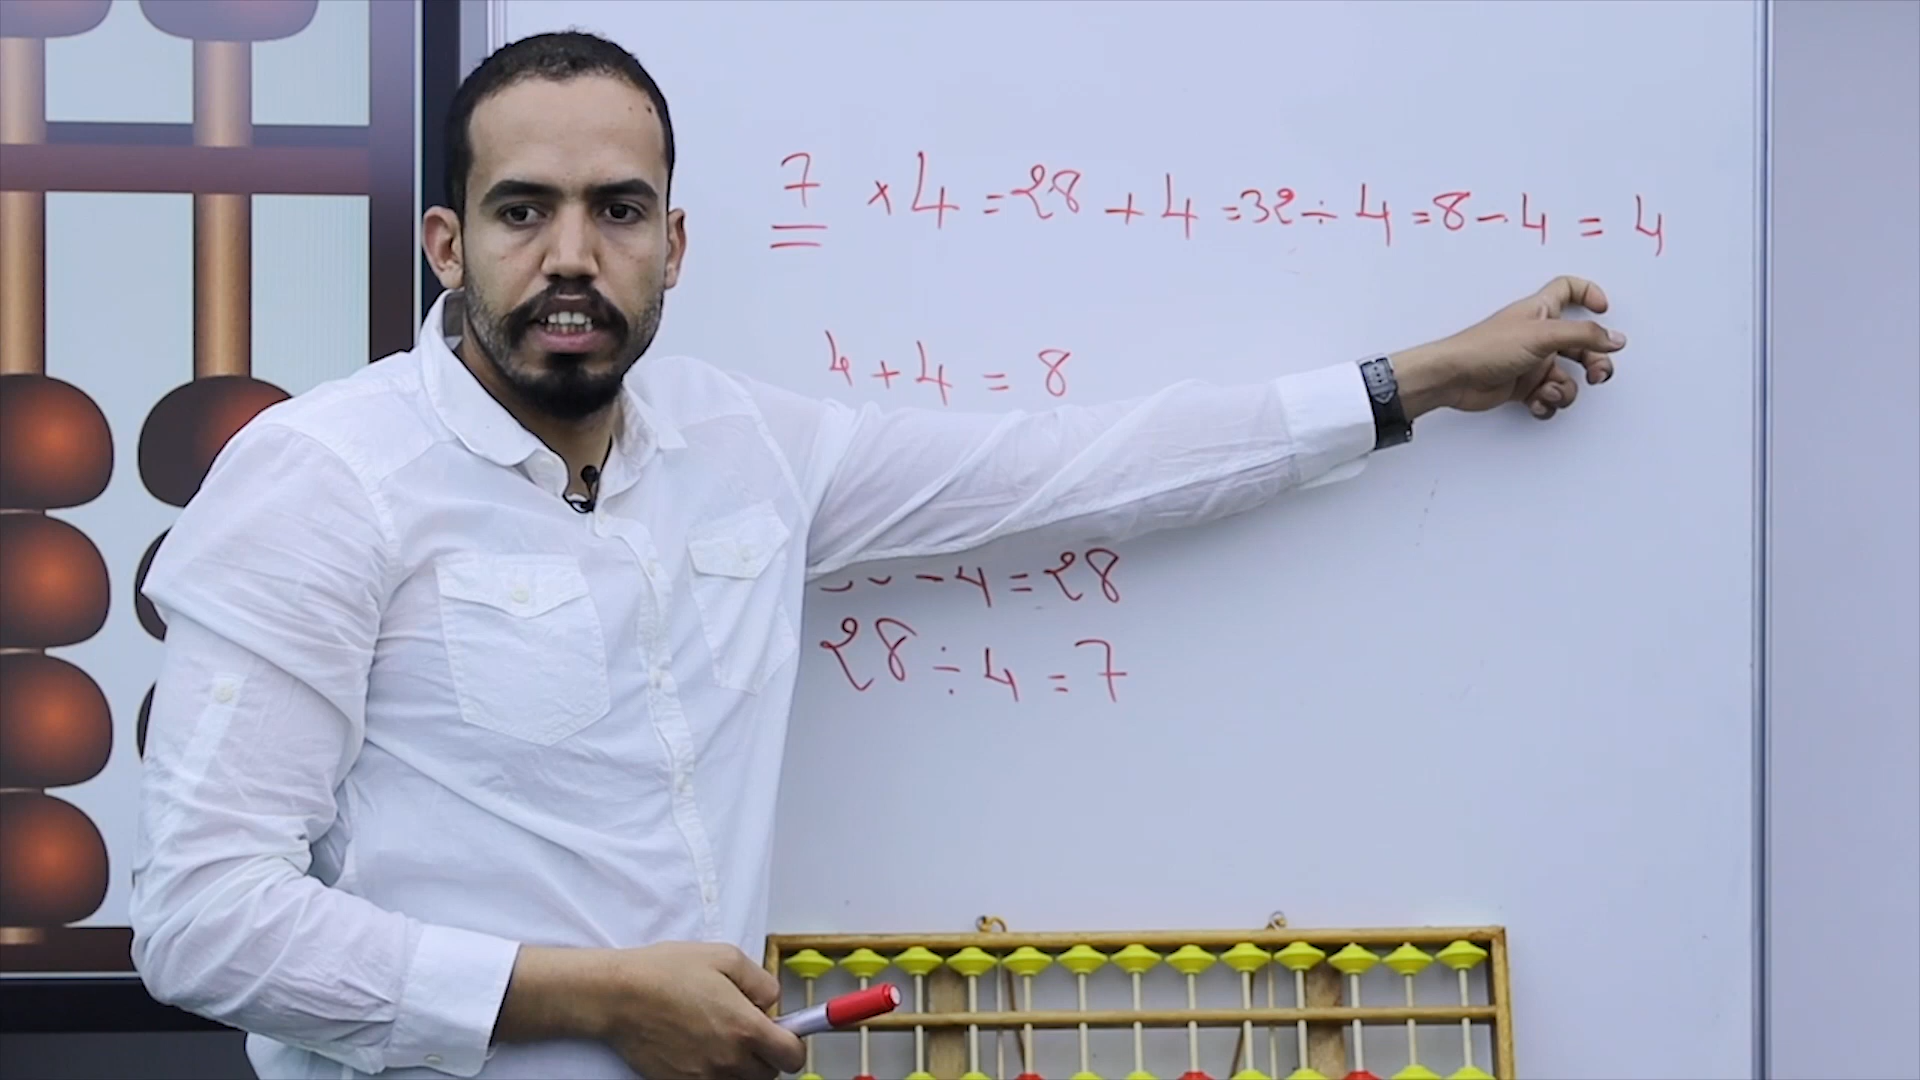 7 × 4 = 28 + 4 = 32 ÷ 4 = 8 - 4 = 4
4 + 4 = 8
- 4 = 28
28 ÷ 4 = 7